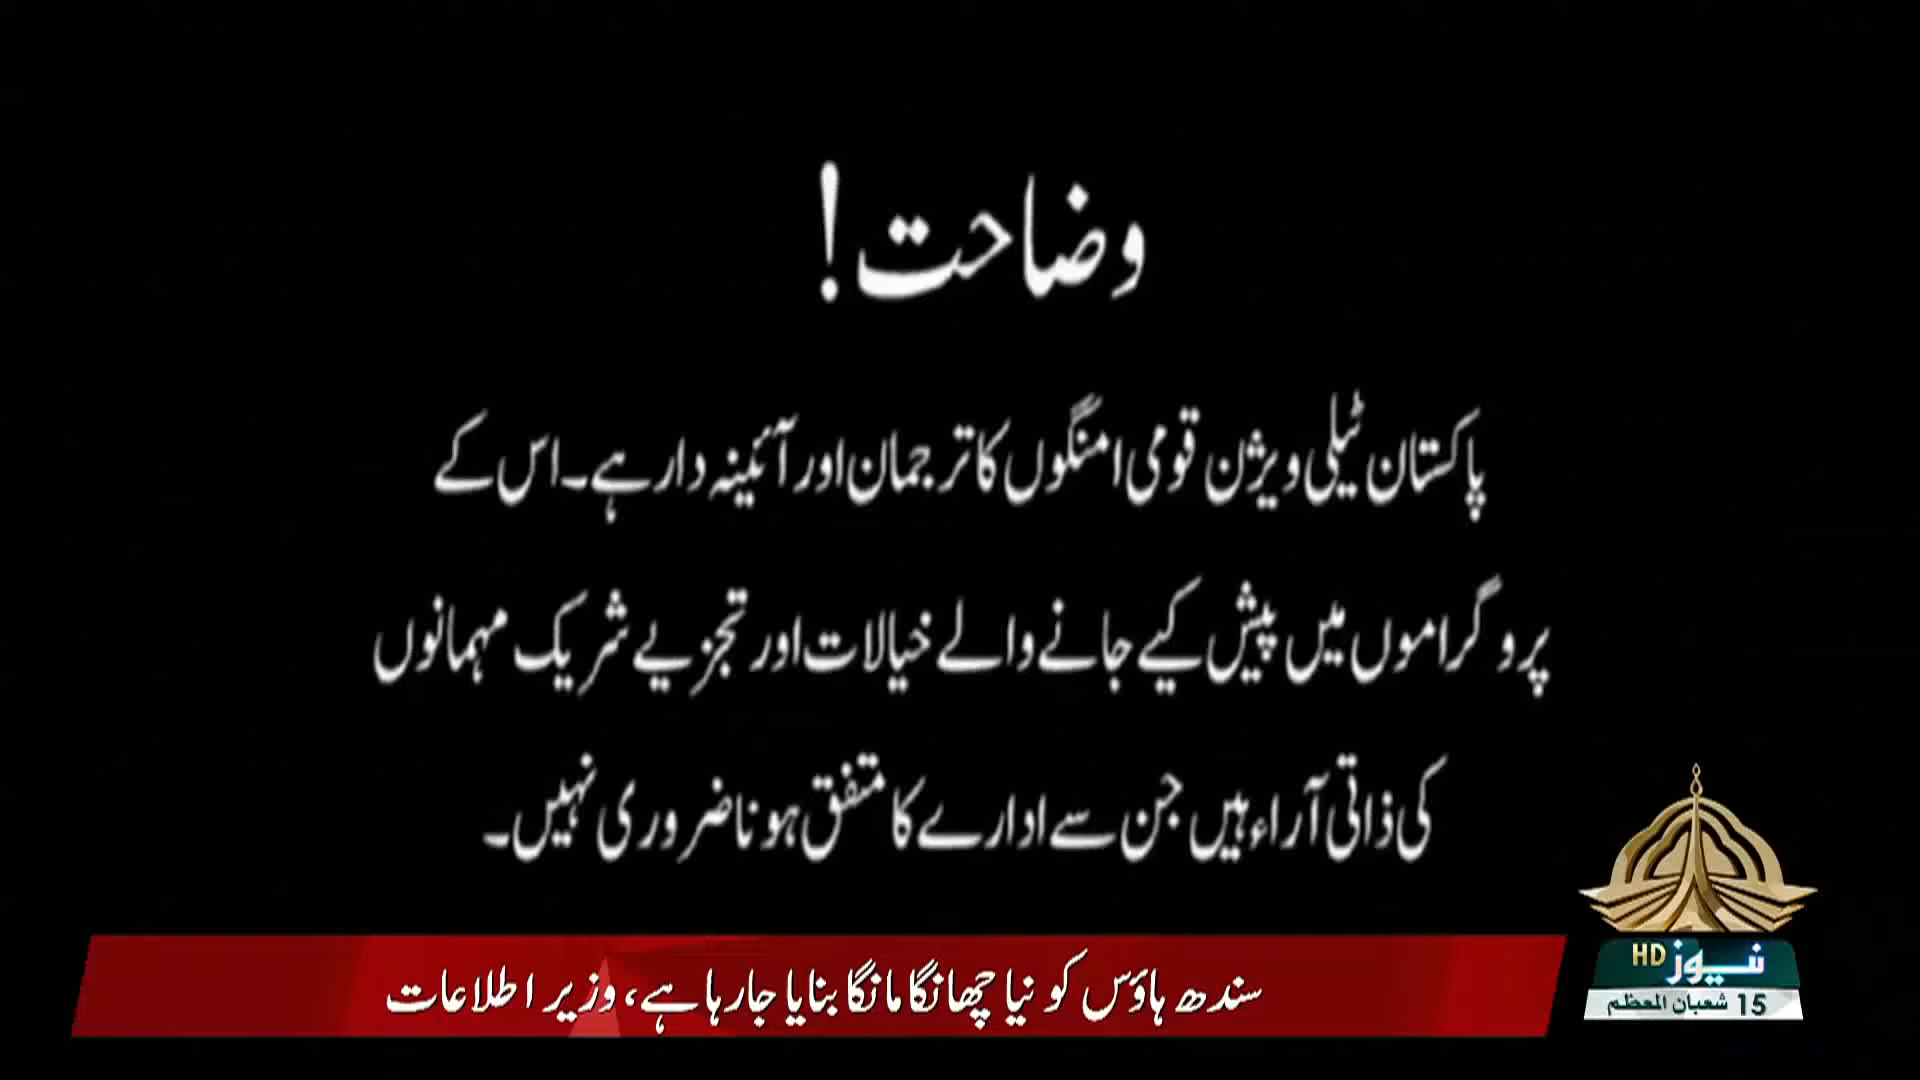 وضاحت!
پاکستان ٹیلی ویژن قومی امنگوں کا ترجمان اور آئینہ دار ہے۔ اس کے
پروگراموں میں پیش کیے جانے والے خیالات اور تجزیے شریک مہمانوں
کی ذاتی آراء ہیں جن سے ادارے کا متفق ہونا ضروری نہیں۔
نیوز HD
15 شعبان المعظم
سندھ ہاؤس کو نیا چھانگا مانگا بنایا جارہا ہے، وزیر اطلاعات